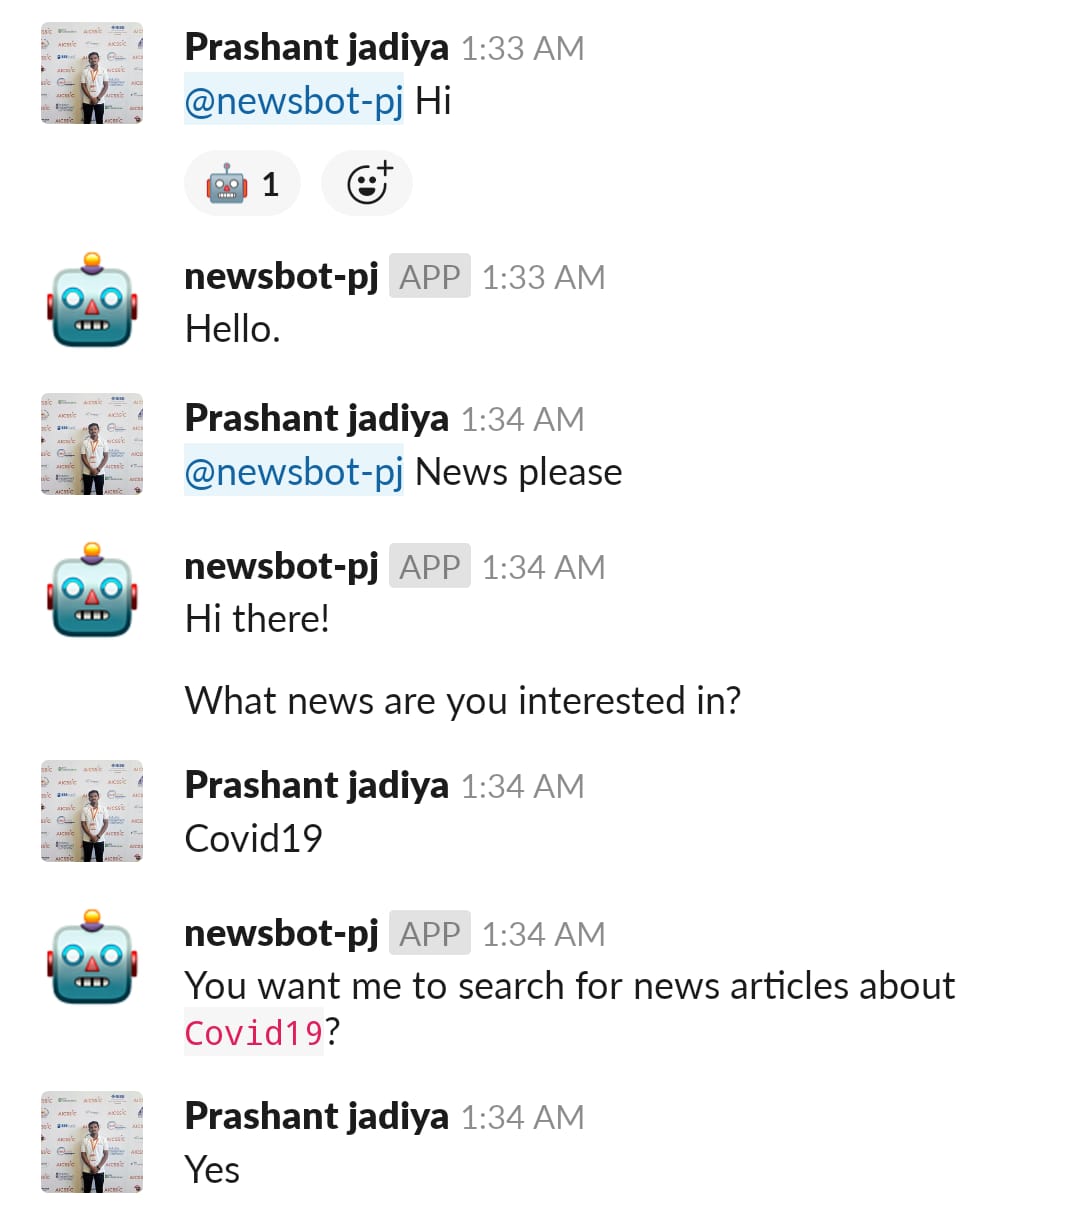 Prashant jadiya 1:33 AM
@newsbot-pj Hi
1
newsbot-pj APP 1:33 AM
Hello.
Prashant jadiya 1:34 AM
@newsbot-pj News please
newsbot-pj APP 1:34 AM
Hi there!
What news are you interested in?
Prashant jadiya 1:34 AM
Covid19
newsbot-pj APP 1:34 AM
You want me to search for news articles about
Covid19?
Prashant jadiya 1:34 AM
Yes